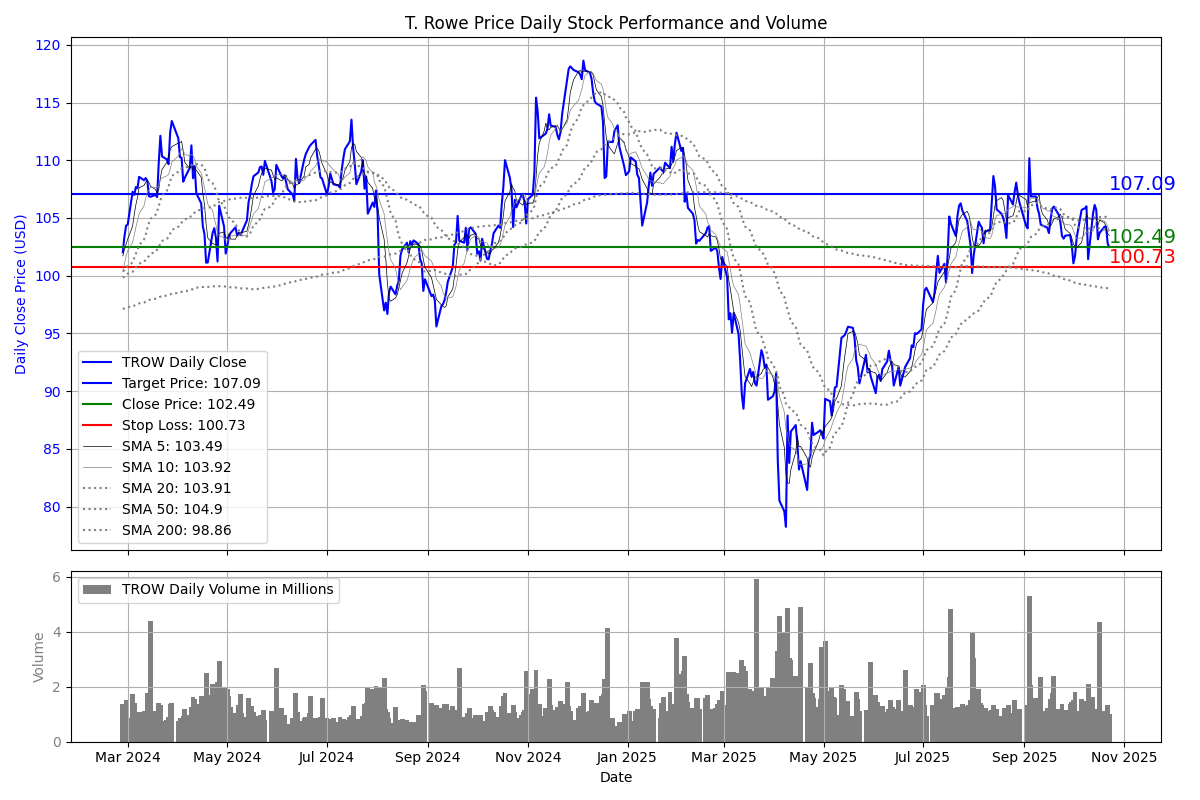 T. Rowe Price Daily Stock Performance and Volume
120
115
110
105
100
95
90
85
80
Daily Close Price (USD)
107.09
102.49
100.73
TROW Daily Close
Target Price: 107.09
Close Price: 102.49
Stop Loss: 100.73
SMA 5: 103.49
SMA 10: 103.92
SMA 20: 103.91
SMA 50: 104.9
SMA 200: 98.86
6
4
2
0
Volume
TROW Daily Volume in Millions
Mar 2024 May 2024 Jul 2024 Sep 2024 Nov 2024 Jan 2025 Mar 2025 May 2025 Jul 2025 Sep 2025 Nov 2025
Date